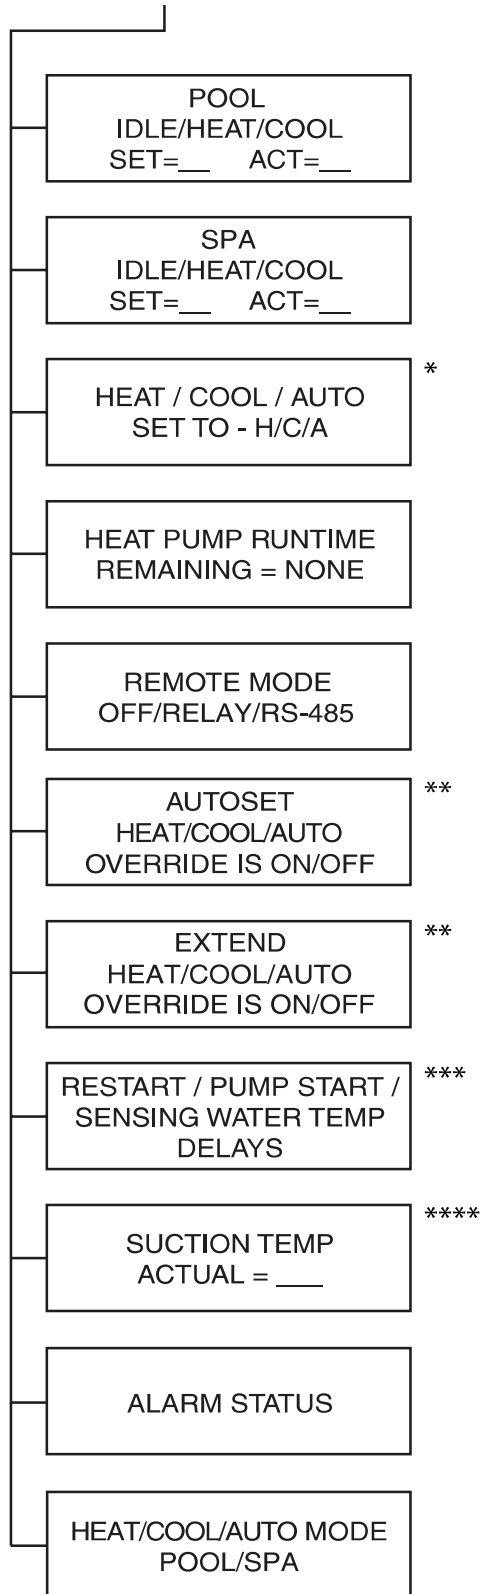 POOL
IDLE/HEAT/COOL
SET=__ ACT=__
SPA
IDLE/HEAT/COOL
SET=__ ACT=__
*
HEAT / COOL / AUTO
SET TO - H/C/A
HEAT PUMP RUNTIME
REMAINING = NONE
REMOTE MODE
OFF/RELAY/RS-485
**
AUTOSET
HEAT/COOL/AUTO
OVERRIDE IS ON/OFF
**
EXTEND
HEAT/COOL/AUTO
OVERRIDE IS ON/OFF
***
RESTART / PUMP START /
SENSING WATER TEMP
DELAYS
****
SUCTION TEMP
ACTUAL = ___
ALARM STATUS
HEAT/COOL/AUTO MODE
POOL/SPA